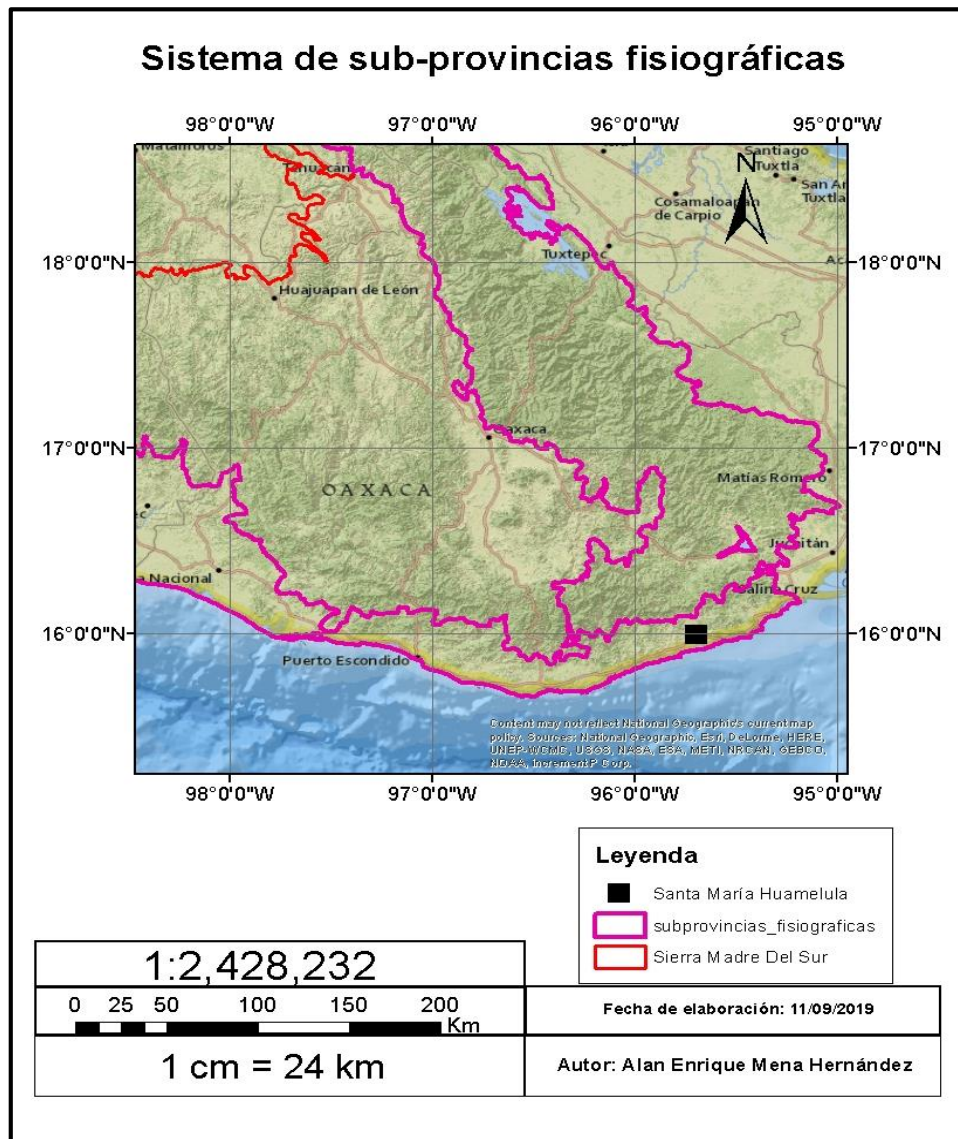 Sistema de sub-provincias fisiográficas
98°0'0"W 97°0'0"W 96°0'0"W 95°0'0"W
Matamoros
Tehuacán
Santiago
Tuxtla
N
San An
Tuxtla
Cosamaloapan
de Carpio
Tuxtepec
18°0'0"N 18°0'0"N
Huajuapan de León
Oaxaca
17°0'0"N 17°0'0"N
Matías Romero
OAXACA
Juchitán
a Nacional
Salina Cruz
16°0'0"N 16°0'0"N
Puerto Escondido
Content may not reflect National Geographic's current map
policy. Sources: National Geographic, Esri, DeLorme, HERE,
UNEP-WCMC, USGS, NASA, ESA, METI, NRCAN, GEBCO,
NOAA, increment P Corp.
98°0'0"W 97°0'0"W 96°0'0"W 95°0'0"W
Leyenda
Santa María Huamelula
subprovincias_fisiograficas
Sierra Madre Del Sur
1:2,428,232
0 25 50 100 150 200
Km
Fecha de elaboración: 11/09/2019
1 cm = 24 km
Autor: Alan Enrique Mena Hernández